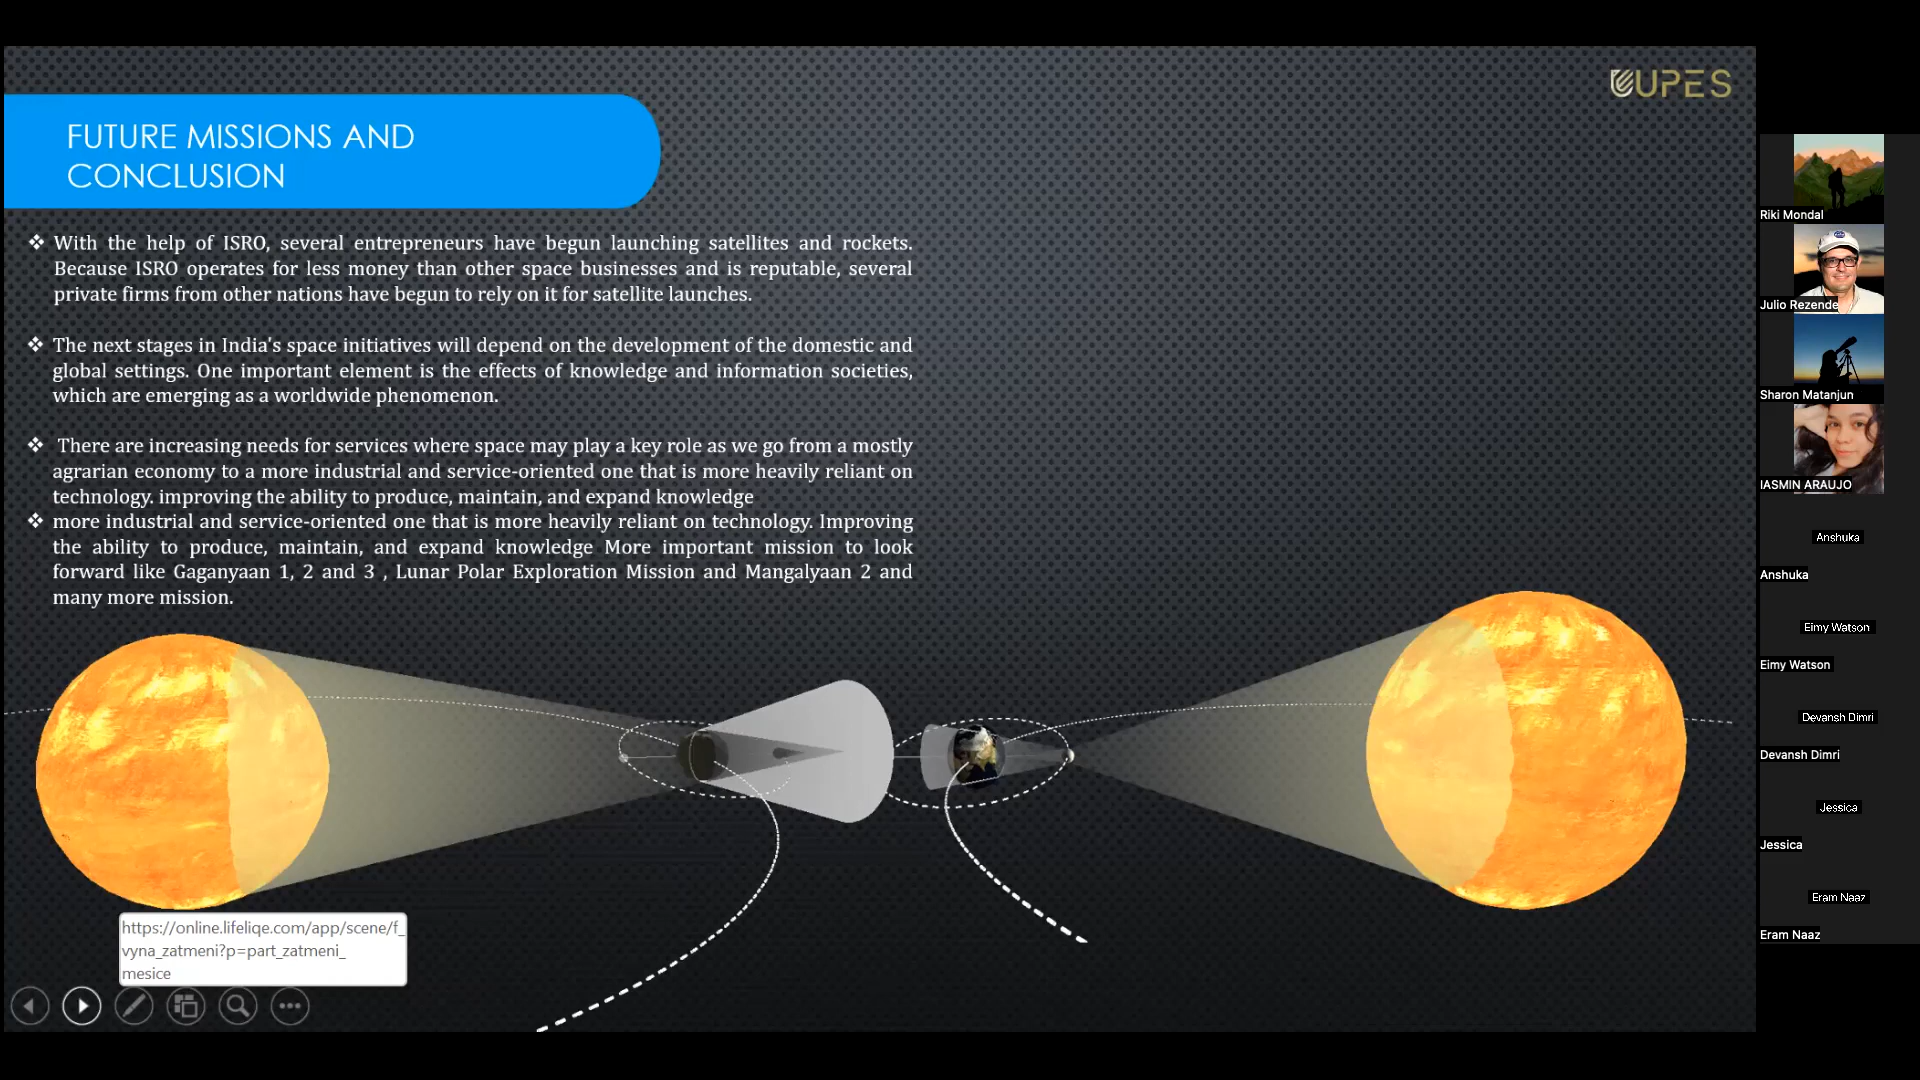 UPES
FUTURE MISSIONS AND
CONCLUSION
❖ With the help of ISRO, several entrepreneurs have begun launching satellites and rockets.
Because ISRO operates for less money than other space businesses and is reputable, several
private firms from other nations have begun to rely on it for satellite launches.
❖ The next stages in India's space initiatives will depend on the development of the domestic and
global settings. One important element is the effects of knowledge and information societies,
which are emerging as a worldwide phenomenon.
❖ There are increasing needs for services where space may play a key role as we go from a mostly
agrarian economy to a more industrial and service-oriented one that is more heavily reliant on
technology. improving the ability to produce, maintain, and expand knowledge
❖ more industrial and service-oriented one that is more heavily reliant on technology. Improving
the ability to produce, maintain, and expand knowledge More important mission to look
forward like Gaganyaan 1, 2 and 3 , Lunar Polar Exploration Mission and Mangalyaan 2 and
many more mission.
https://online.lifeliqe.com/app/scene/f_
vyna_zatmeni?p=part_zatmeni_
mesice
Riki Mondal
Julio Rezende
Sharon Matanjun
IASMIN ARAUJO
Anshuka
Anshuka
Eimy Watson
Eimy Watson
Devansh Dimri
Devansh Dimri
Jessica
Jessica
Eram Naaz
Eram Naaz